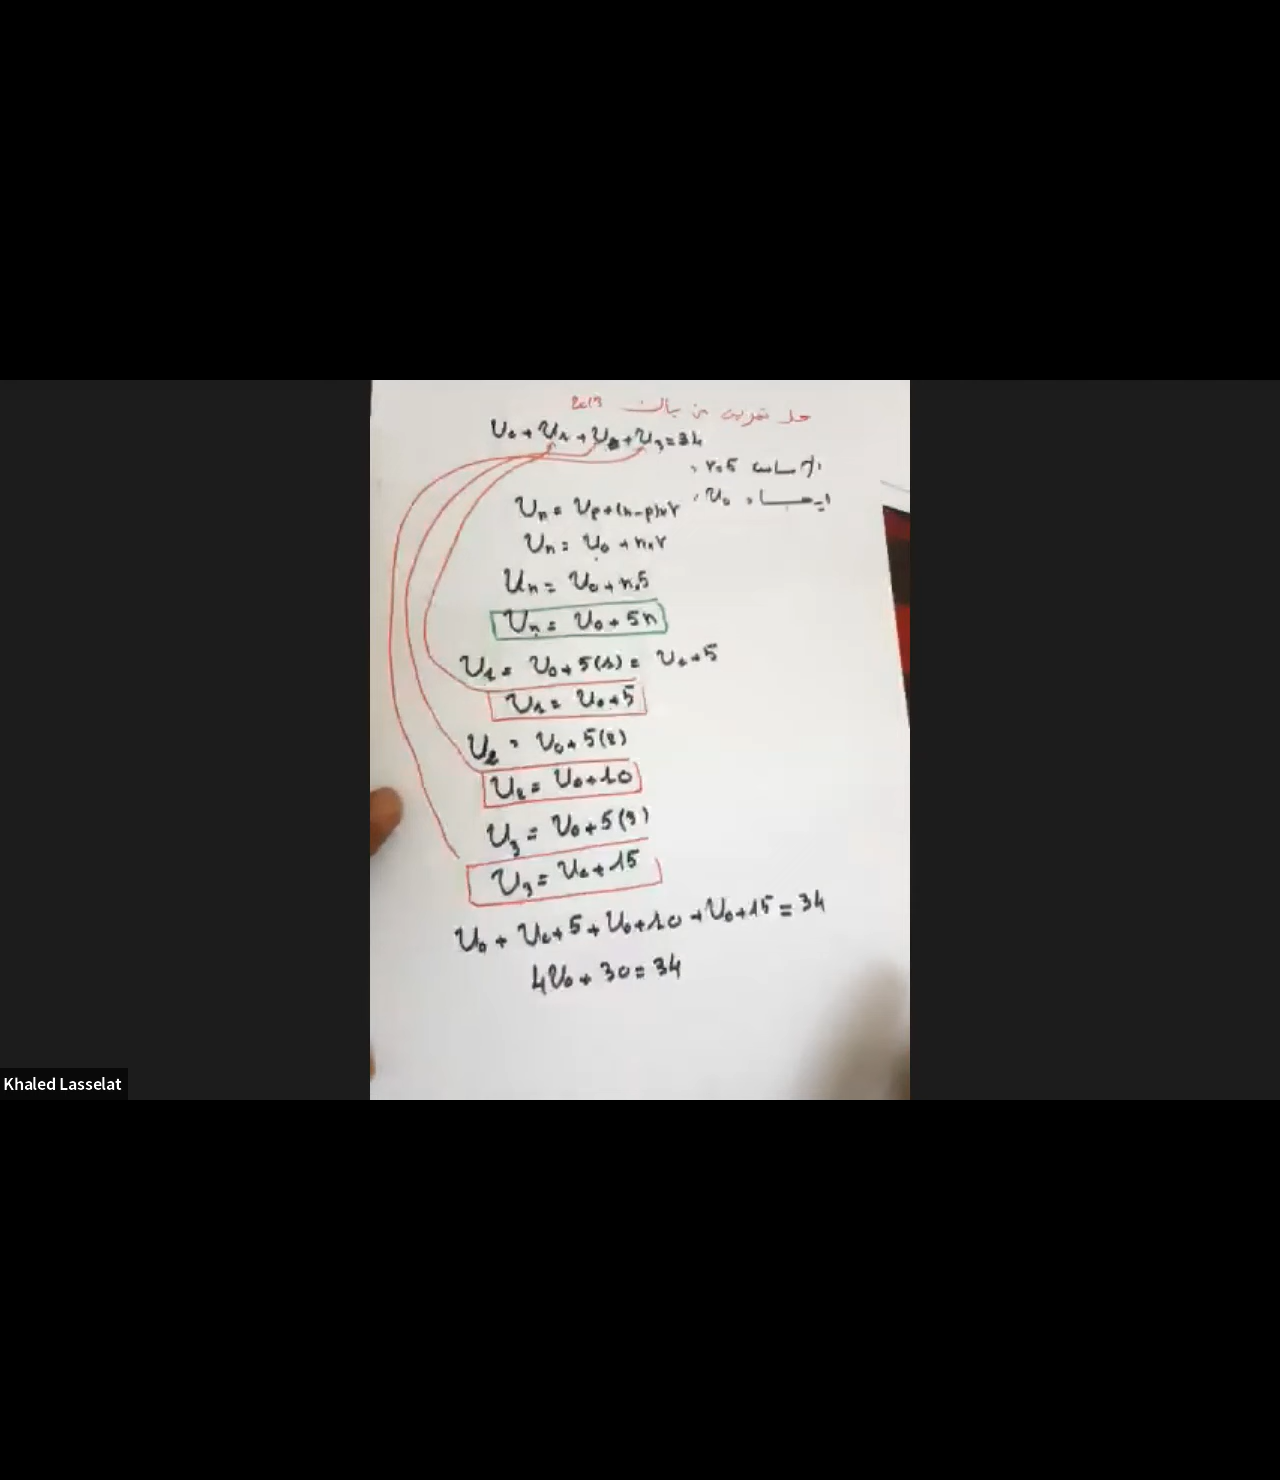 حل تمرين من باك 2013
U₀ + U₁ + U₂ + U₃ = 34
r = 5
U₀
Uₙ = Uₚ + (n-p)×r
Uₙ = U₀ + n×r
Uₙ = U₀ + n×5
Uₙ = U₀ + 5n
U₁ = U₀ + 5(1) = U₀ + 5
U₁ = U₀ + 5
U₂ = U₀ + 5(2)
U₂ = U₀ + 10
U₃ = U₀ + 5(3)
U₃ = U₀ + 15
U₀ + U₀ + 5 + U₀ + 10 + U₀ + 15 = 34
4U₀ + 30 = 34
Khaled Lasselat